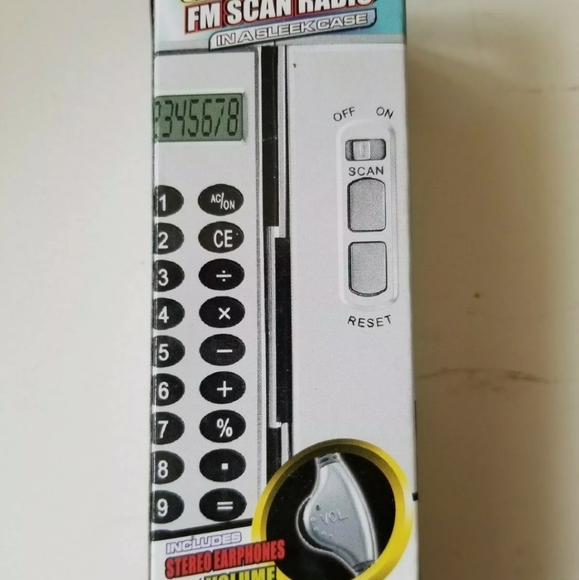 FM SCAN RADIO
IN A SLEEK CASE
2345678
OFF ON
SCAN
1 AC/ON
2 CE
3 ÷
4 ×
5 −
6 +
7 %
8 .
9 =
RESET
VOL
INCLUDES
STEREO EARPHONES
VOLUME